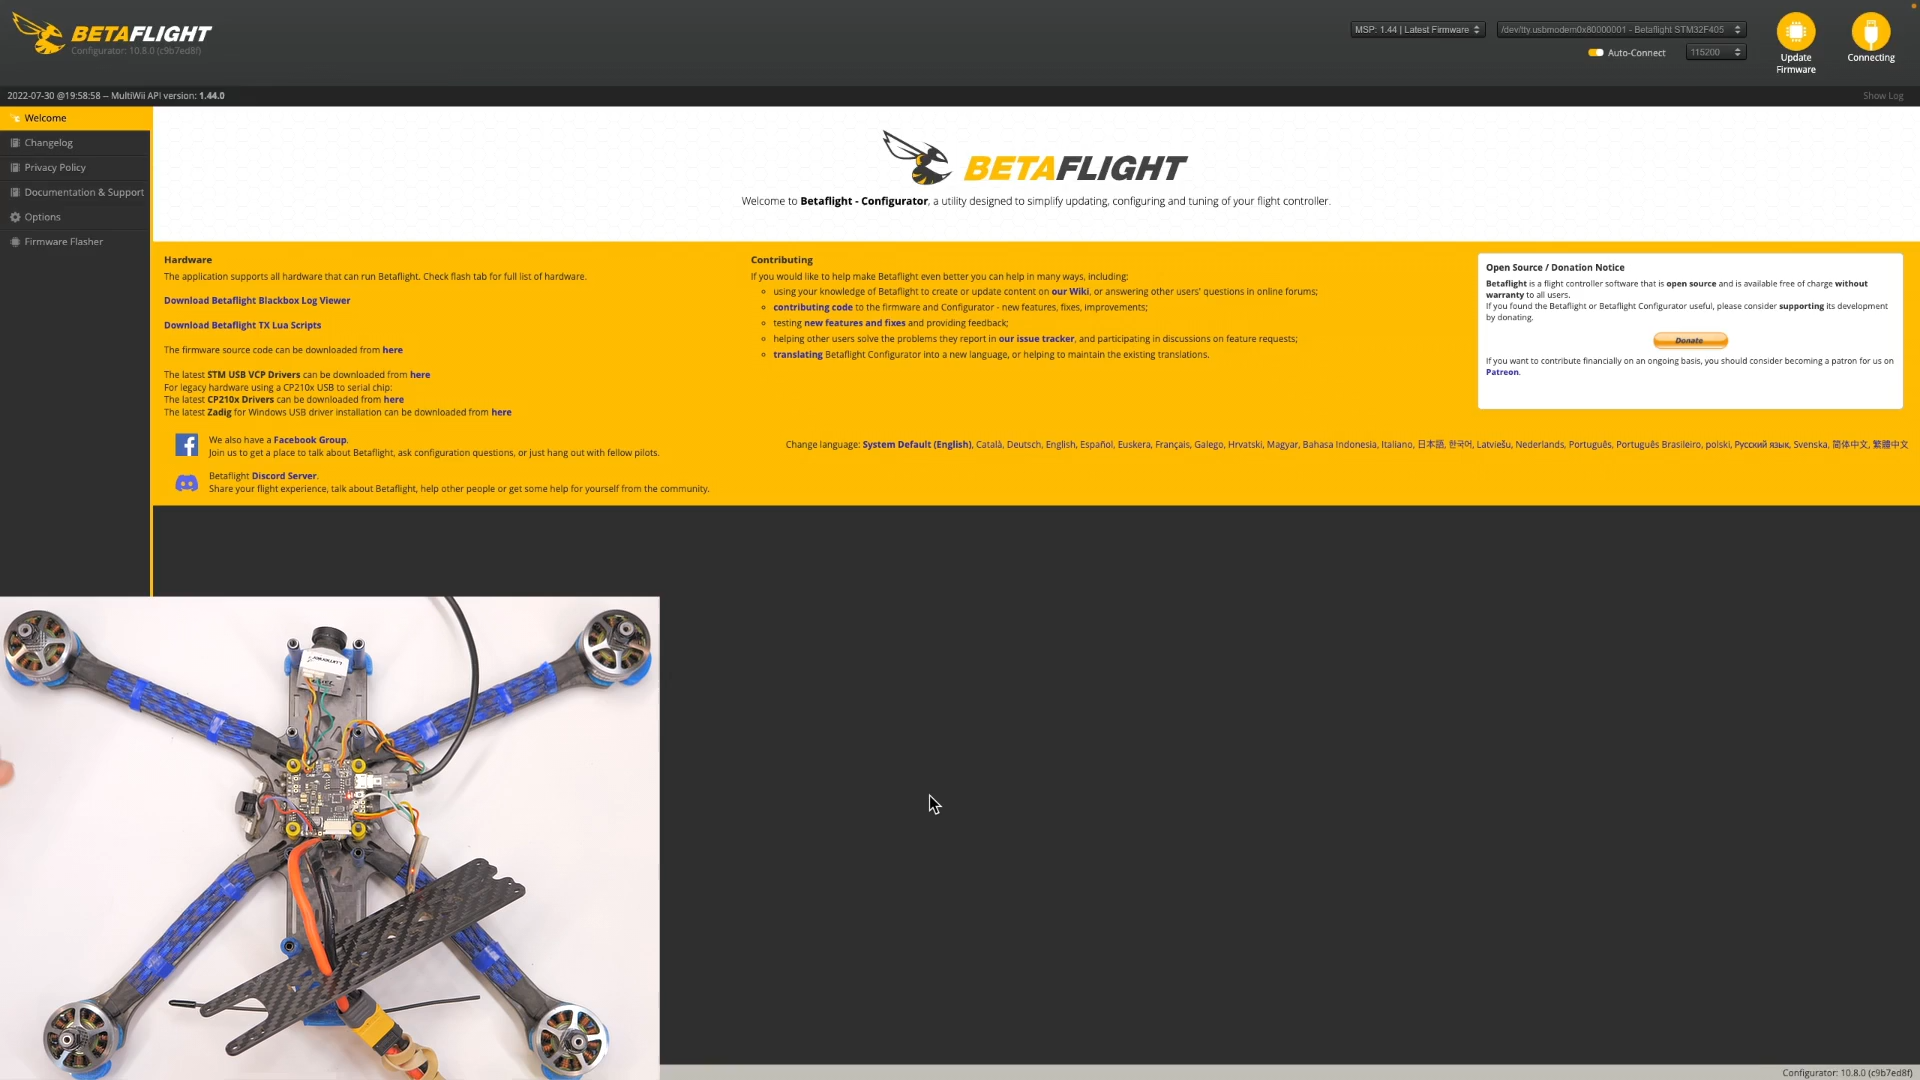 BETAFLIGHT
Configurator: 10.8.0 (c9b7ed8f)
MSP: 1.44 | Latest Firmware
/dev/tty.usbmodem0x80000001 - Betaflight STM32F405
Auto-Connect
115200
Update
Firmware
Connecting
2022-07-30 @19:58:58 -- MultiWii API version: 1.44.0
Show Log
Welcome
Changelog
Privacy Policy
Documentation & Support
Options
Firmware Flasher
BETAFLIGHT
Welcome to Betaflight - Configurator, a utility designed to simplify updating, configuring and tuning of your flight controller.
Hardware
The application supports all hardware that can run Betaflight. Check flash tab for full list of hardware.
Download Betaflight Blackbox Log Viewer
Download Betaflight TX Lua Scripts
The firmware source code can be downloaded from here
The latest STM USB VCP Drivers can be downloaded from here
For legacy hardware using a CP210x USB to serial chip:
The latest CP210x Drivers can be downloaded from here
The latest Zadig for Windows USB driver installation can be downloaded from here
We also have a Facebook Group.
Join us to get a place to talk about Betaflight, ask configuration questions, or just hang out with fellow pilots.
Betaflight Discord Server.
Share your flight experience, talk about Betaflight, help other people or get some help for yourself from the community.
Contributing
If you would like to help make Betaflight even better you can help in many ways, including:
using your knowledge of Betaflight to create or update content on our Wiki, or answering other users' questions in online forums;
contributing code to the firmware and Configurator - new features, fixes, improvements;
testing new features and fixes and providing feedback;
helping other users solve the problems they report in our issue tracker, and participating in discussions on feature requests;
translating Betaflight Configurator into a new language, or helping to maintain the existing translations.
Open Source / Donation Notice
Betaflight is a flight controller software that is open source and is available free of charge without
warranty to all users.
If you found the Betaflight or Betaflight Configurator useful, please consider supporting its development
by donating.
Donate
If you want to contribute financially on an ongoing basis, you should consider becoming a patron for us on
Patreon.
Change language: System Default (English), Català, Deutsch, English, Español, Euskera, Français, Galego, Hrvatski, Magyar, Bahasa Indonesia, Italiano, 日本語, 한국어, Latviešu, Nederlands, Português, Português Brasileiro, polski, Русский язык, Svenska, 简体中文, 繁體中文
Configurator: 10.8.0 (c9b7ed8f)